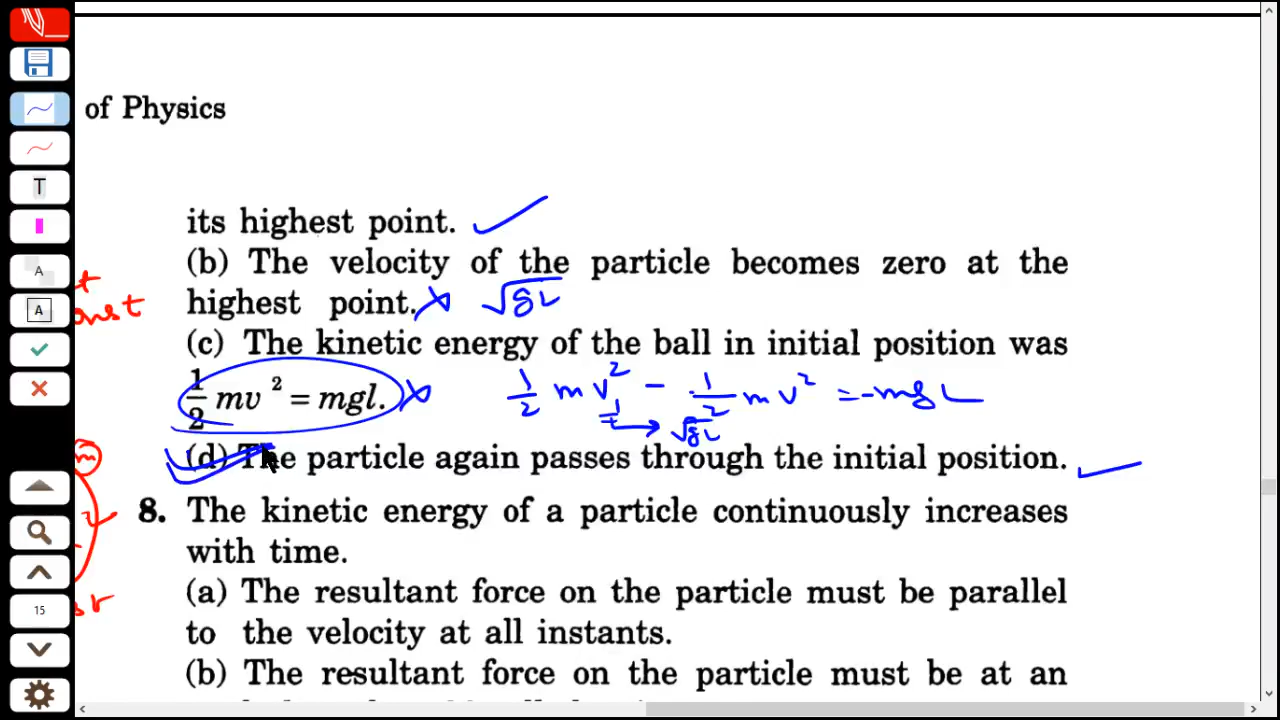 of Physics
its highest point. ✓
(b) The velocity of the particle becomes zero at the
highest point. × √gL
(c) The kinetic energy of the ball in initial position was
1/2 mv² = mgl. × 1/2 mv² - 1/2 mv² = -mgL
√gL
(d) The particle again passes through the initial position.
8. The kinetic energy of a particle continuously increases
with time.
(a) The resultant force on the particle must be parallel
to the velocity at all instants.
(b) The resultant force on the particle must be at an
T
A
A
15
m